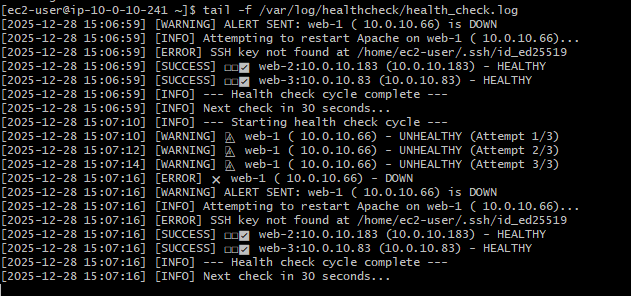 [ec2-user@ip-10-0-10-241 ~]$ tail -f /var/log/healthcheck/health_check.log
[2025-12-28 15:06:59] [WARNING] ALERT SENT: web-1 ( 10.0.10.66) is DOWN
[2025-12-28 15:06:59] [INFO] Attempting to restart Apache on web-1 ( 10.0.10.66)...
[2025-12-28 15:06:59] [ERROR] SSH key not found at /home/ec2-user/.ssh/id_ed25519
[2025-12-28 15:06:59] [SUCCESS] □□✅ web-2:10.0.10.183 (10.0.10.183) - HEALTHY
[2025-12-28 15:06:59] [SUCCESS] □□✅ web-3:10.0.10.83 (10.0.10.83) - HEALTHY
[2025-12-28 15:06:59] [INFO] --- Health check cycle complete ---
[2025-12-28 15:06:59] [INFO] Next check in 30 seconds...
[2025-12-28 15:07:10] [INFO] --- Starting health check cycle ---
[2025-12-28 15:07:10] [WARNING] ⚠ web-1 ( 10.0.10.66) - UNHEALTHY (Attempt 1/3)
[2025-12-28 15:07:12] [WARNING] ⚠ web-1 ( 10.0.10.66) - UNHEALTHY (Attempt 2/3)
[2025-12-28 15:07:14] [WARNING] ⚠ web-1 ( 10.0.10.66) - UNHEALTHY (Attempt 3/3)
[2025-12-28 15:07:16] [ERROR] ❌ web-1 ( 10.0.10.66) - DOWN
[2025-12-28 15:07:16] [WARNING] ALERT SENT: web-1 ( 10.0.10.66) is DOWN
[2025-12-28 15:07:16] [INFO] Attempting to restart Apache on web-1 ( 10.0.10.66)...
[2025-12-28 15:07:16] [ERROR] SSH key not found at /home/ec2-user/.ssh/id_ed25519
[2025-12-28 15:07:16] [SUCCESS] □□✅ web-2:10.0.10.183 (10.0.10.183) - HEALTHY
[2025-12-28 15:07:16] [SUCCESS] □□✅ web-3:10.0.10.83 (10.0.10.83) - HEALTHY
[2025-12-28 15:07:16] [INFO] --- Health check cycle complete ---
[2025-12-28 15:07:16] [INFO] Next check in 30 seconds...